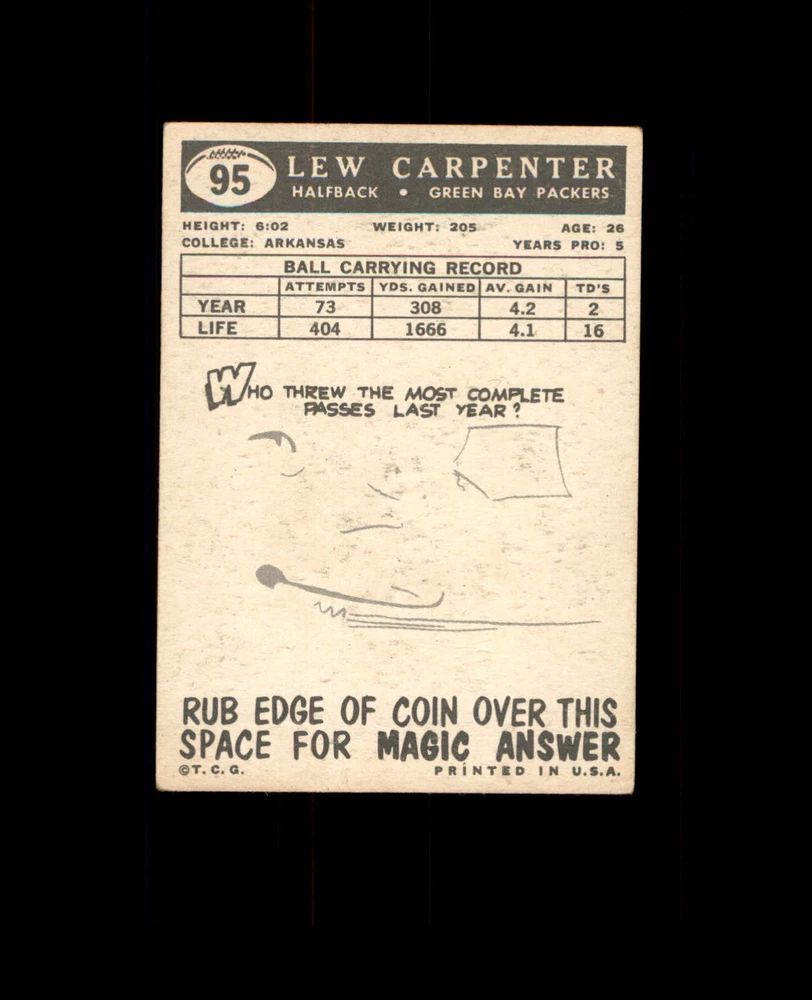 95
LEW CARPENTER
HALFBACK • GREEN BAY PACKERS
HEIGHT: 6:02 WEIGHT: 205 AGE: 26
COLLEGE: ARKANSAS YEARS PRO: 5
BALL CARRYING RECORD
ATTEMPTS YDS. GAINED AV. GAIN TD'S
YEAR 73 308 4.2 2
LIFE 404 1666 4.1 16
WHO THREW THE MOST COMPLETE
PASSES LAST YEAR?
RUB EDGE OF COIN OVER THIS
SPACE FOR MAGIC ANSWER
©T.C.G. PRINTED IN U.S.A.